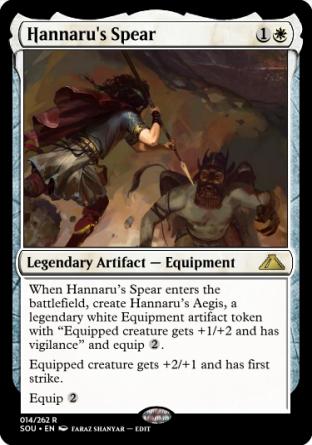 Hannaru's Spear 1
Legendary Artifact — Equipment
When Hannaru's Spear enters the
battlefield, create Hannaru's Aegis, a
legendary white Equipment artifact token
with “Equipped creature gets +1/+2 and has
vigilance” and equip 2.
Equipped creature gets +2/+1 and has first
strike.
Equip 2
014/262 R
SOU • EN FARAZ SHANYAR — EDIT